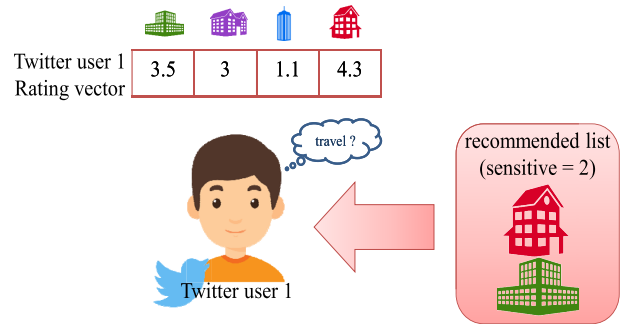 Twitter user 1
Rating vector
3.5 3 1.1 4.3
travel ?
recommended list
(sensitive = 2)
Twitter user 1